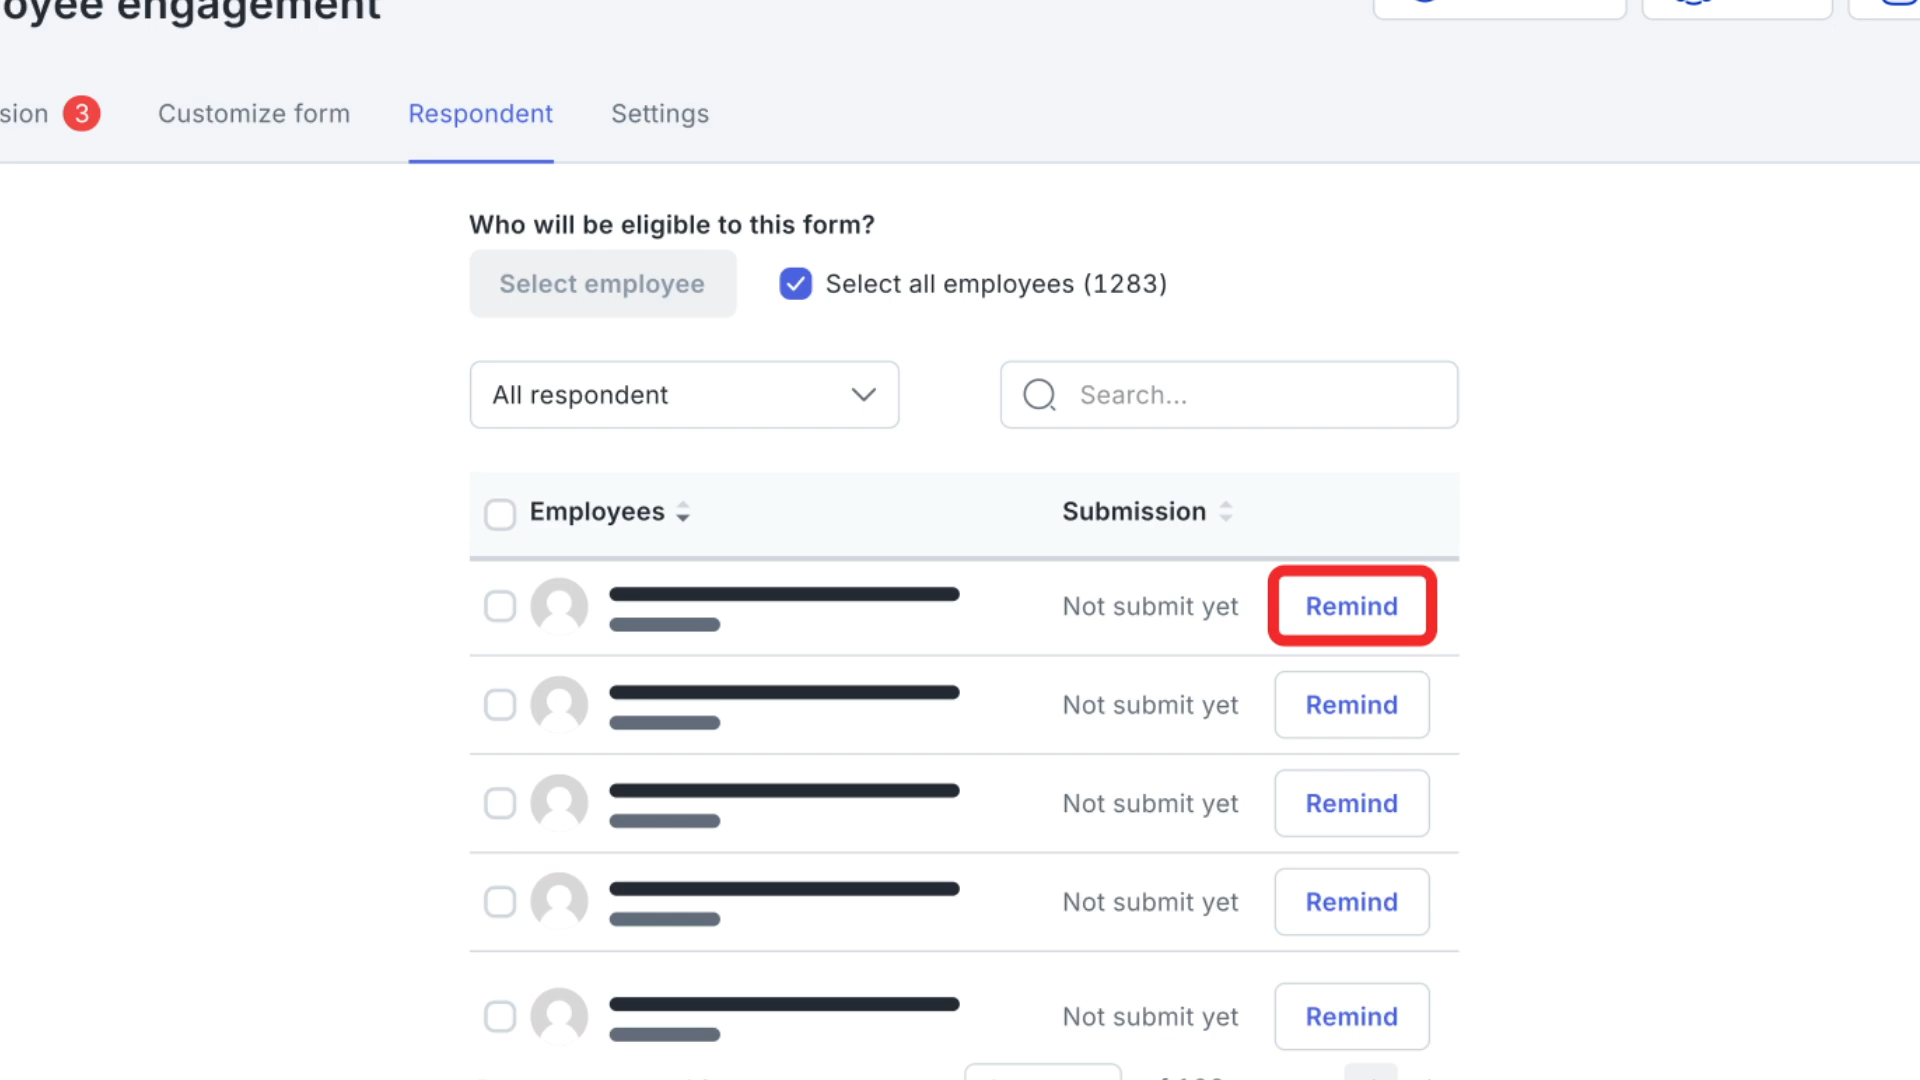 engagement
sion 3 Customize form Respondent Settings
Who will be eligible to this form?
Select employee Select all employees (1283)
All respondent Search...
Employees Submission
Not submit yet Remind
Not submit yet Remind
Not submit yet Remind
Not submit yet Remind
Not submit yet Remind